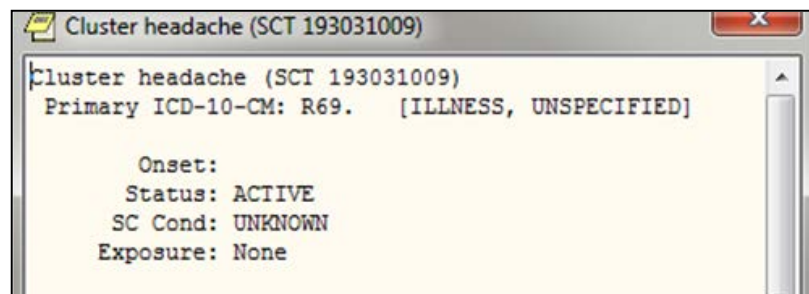 Cluster headache (SCT 193031009)
Cluster headache (SCT 193031009)
Primary ICD-10-CM: R69. [ILLNESS, UNSPECIFIED]
Onset:
Status: ACTIVE
SC Cond: UNKNOWN
Exposure: None